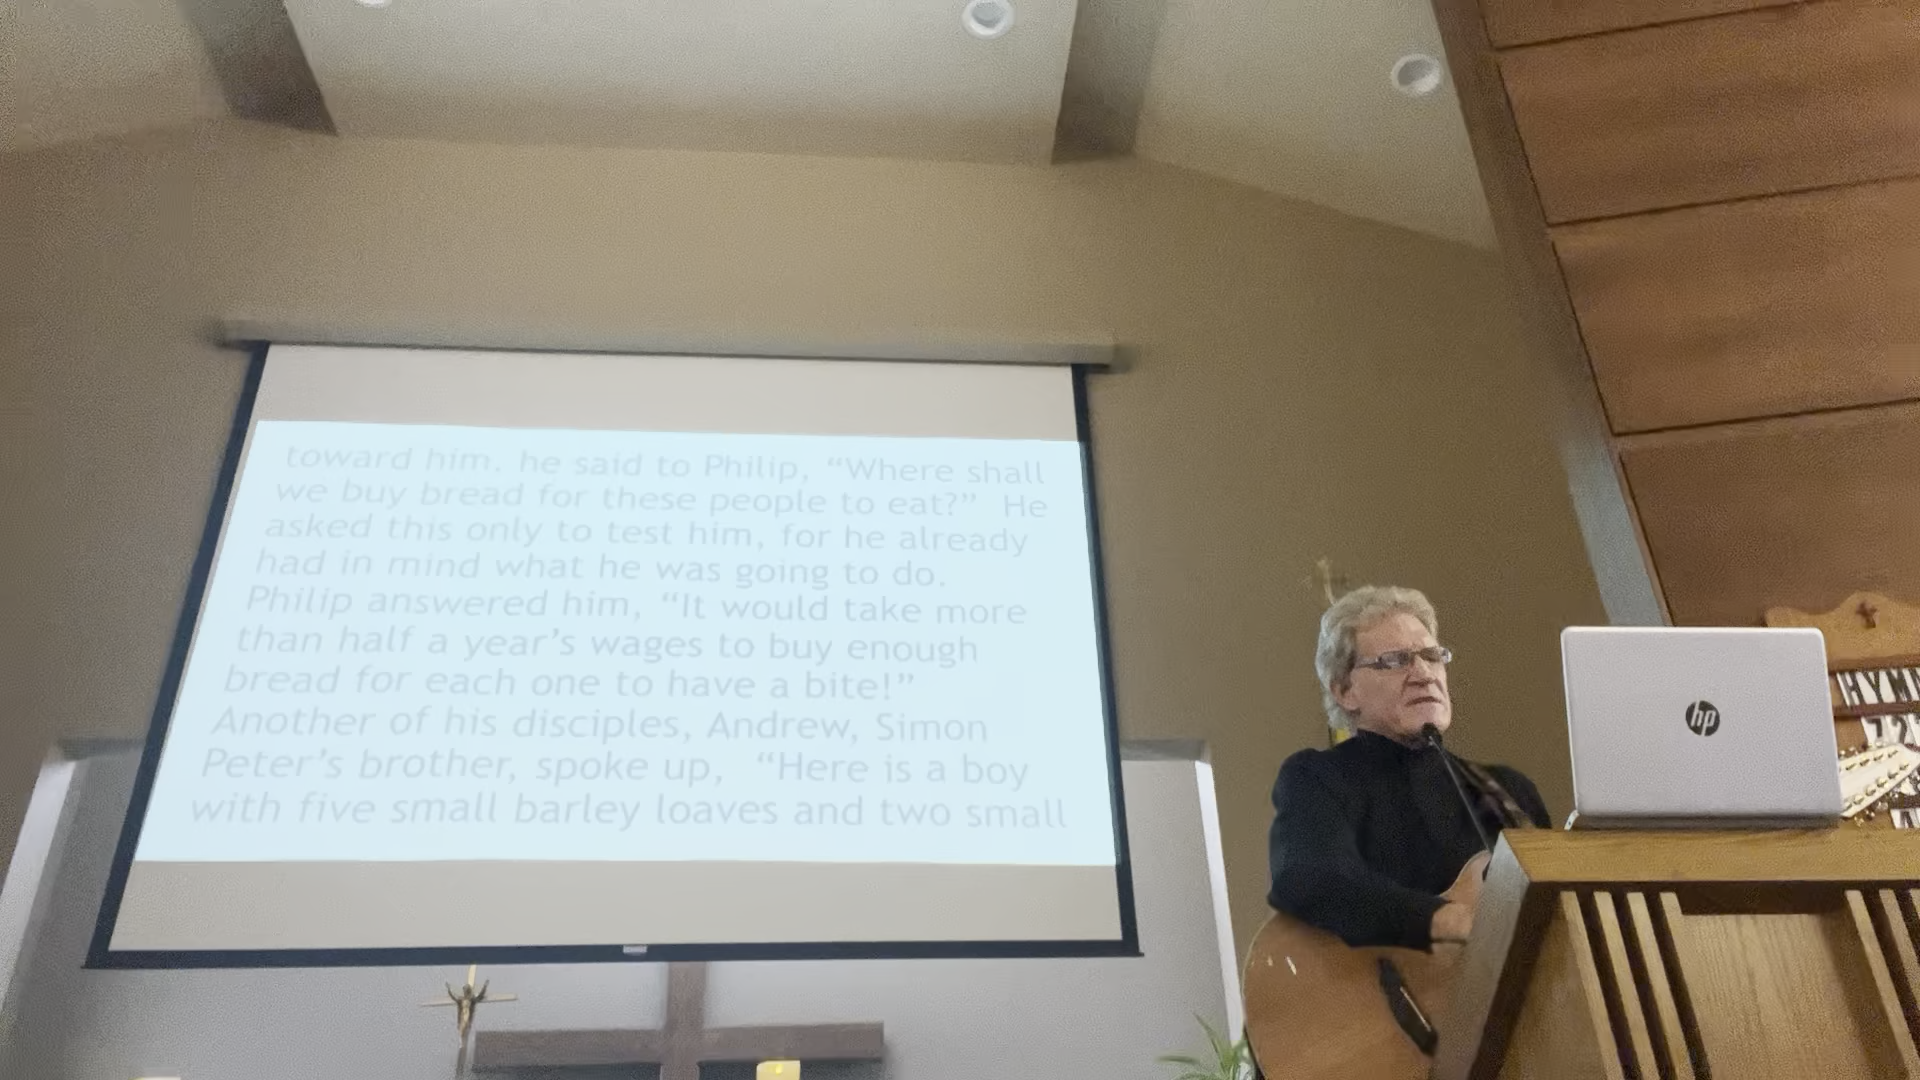 toward him. he said to Philip, “Where shall
we buy bread for these people to eat?”  He
asked this only to test him, for he already
had in mind what he was going to do.
Philip answered him, “It would take more
than half a year’s wages to buy enough
bread for each one to have a bite!”
Another of his disciples, Andrew, Simon
Peter’s brother, spoke up,  “Here is a boy
with five small barley loaves and two small
hp